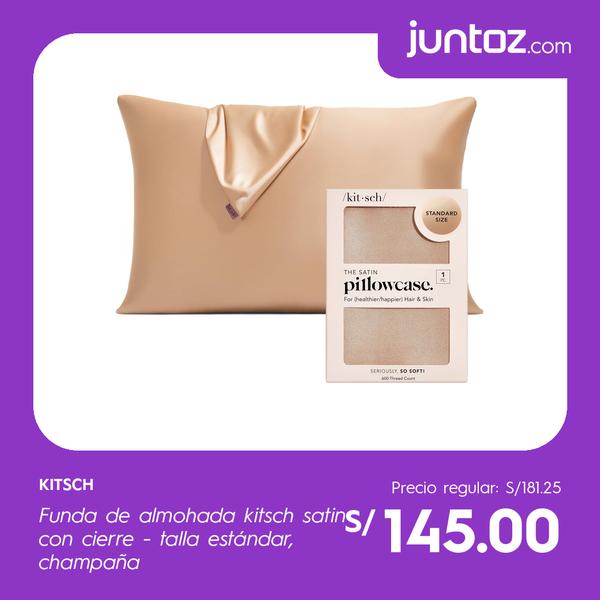 juntoz.com
/kit·sch/
STANDARD
SIZE
THE SATIN
pillowcase.
1
PC
For (healthier/happier) Hair & Skin
SERIOUSLY, SO SOFT!
600 Thread Count
KITSCH
Precio regular: S/181.25
Funda de almohada kitsch satin
con cierre - talla estándar,
champaña
S/ 145.00